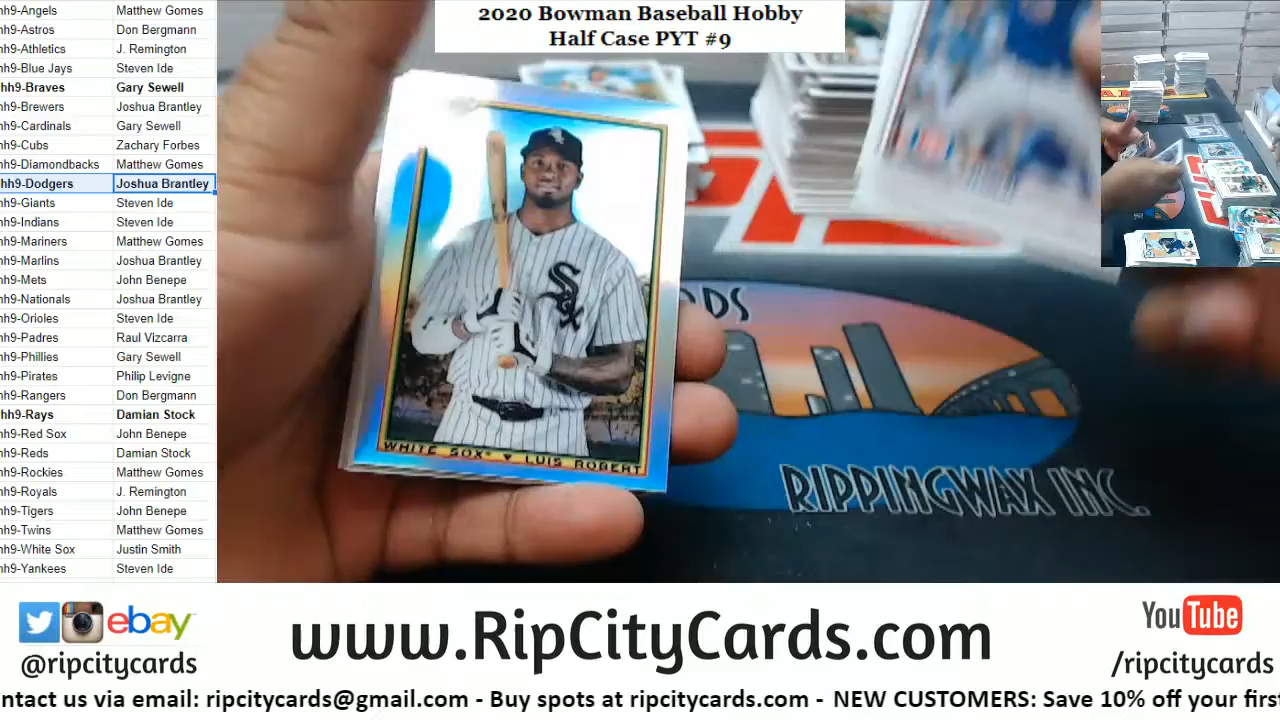 2020 Bowman Baseball Hobby
Half Case PYT #9
hh9-Angels Matthew Gomes
hh9-Astros Don Bergmann
hh9-Athletics J. Remington
hh9-Blue Jays Steven Ide
hh9-Braves Gary Sewell
hh9-Brewers Joshua Brantley
hh9-Cardinals Gary Sewell
hh9-Cubs Zachary Forbes
hh9-Diamondbacks Matthew Gomes
hh9-Dodgers Joshua Brantley
hh9-Giants Steven Ide
hh9-Indians Steven Ide
hh9-Mariners Matthew Gomes
hh9-Marlins Joshua Brantley
hh9-Mets John Benepe
hh9-Nationals Joshua Brantley
hh9-Orioles Steven Ide
hh9-Padres Raul Vizcarra
hh9-Phillies Gary Sewell
hh9-Pirates Philip Levigne
hh9-Rangers Don Bergmann
hh9-Rays Damian Stock
hh9-Red Sox John Benepe
hh9-Reds Damian Stock
hh9-Rockies Matthew Gomes
hh9-Royals J. Remington
hh9-Tigers John Benepe
hh9-Twins Matthew Gomes
hh9-White Sox Justin Smith
hh9-Yankees Steven Ide
Sox
WHITE SOX LUIS ROBERT
RDS
RIPPINGWAX INC.
ebay
@ripcitycards
www.RipCityCards.com
YouTube
/ripcitycards
ontact us via email: ripcitycards@gmail.com - Buy spots at ripcitycards.com - NEW CUSTOMERS: Save 10% off your first